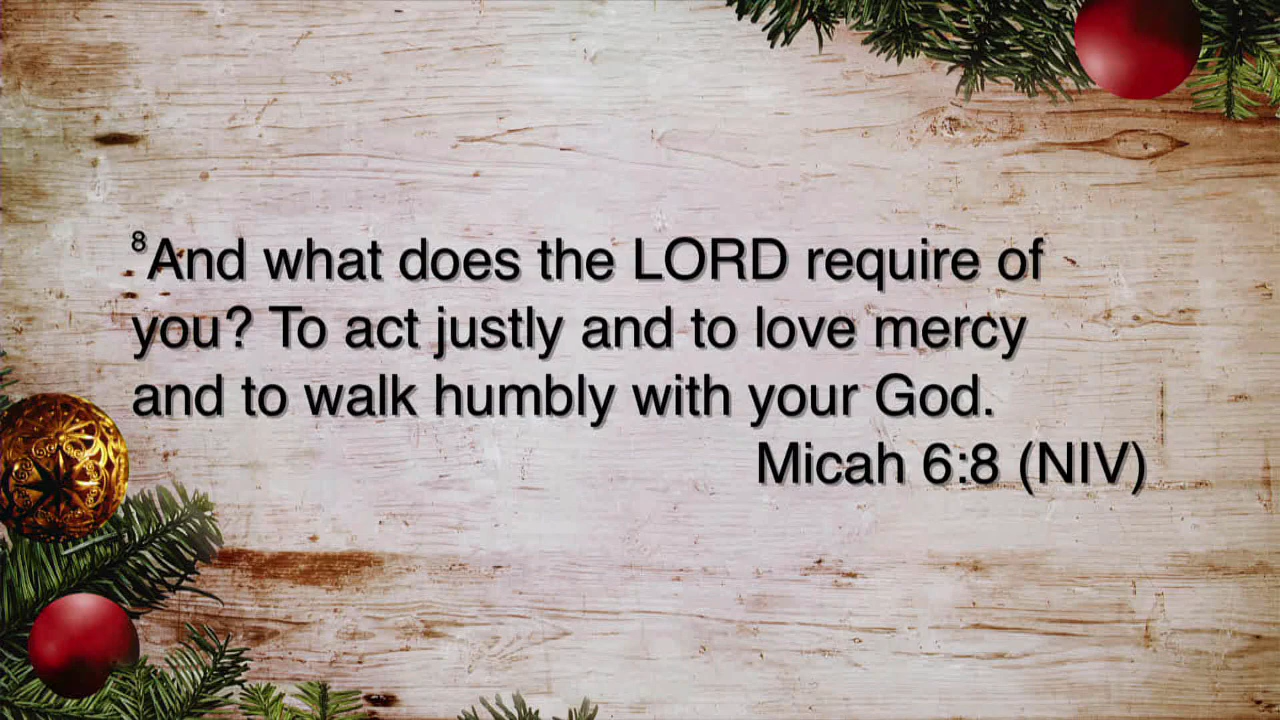 ⁸And what does the LORD require of
you? To act justly and to love mercy
and to walk humbly with your God.
Micah 6:8 (NIV)